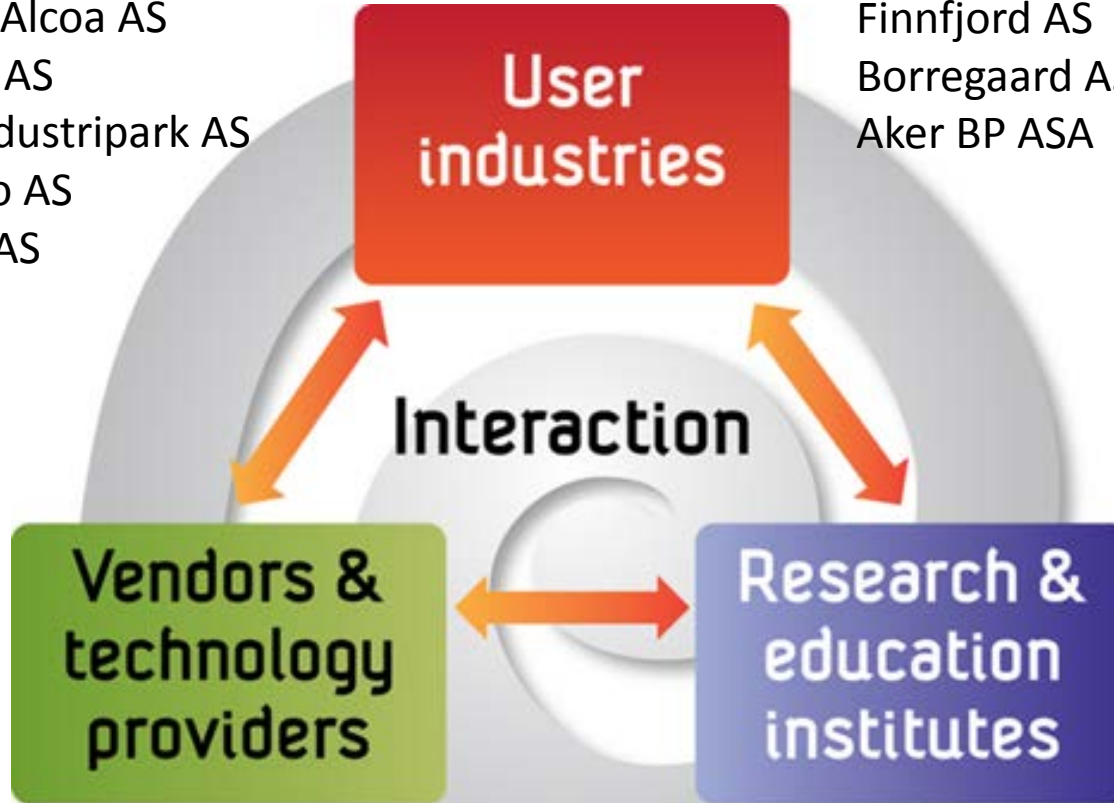 Alcoa AS
AS
dustripark AS
AS
AS
User
industries
Finnfjord AS
Borregaard
Aker BP ASA
Interaction
Vendors &
technology
providers
Research &
education
institutes